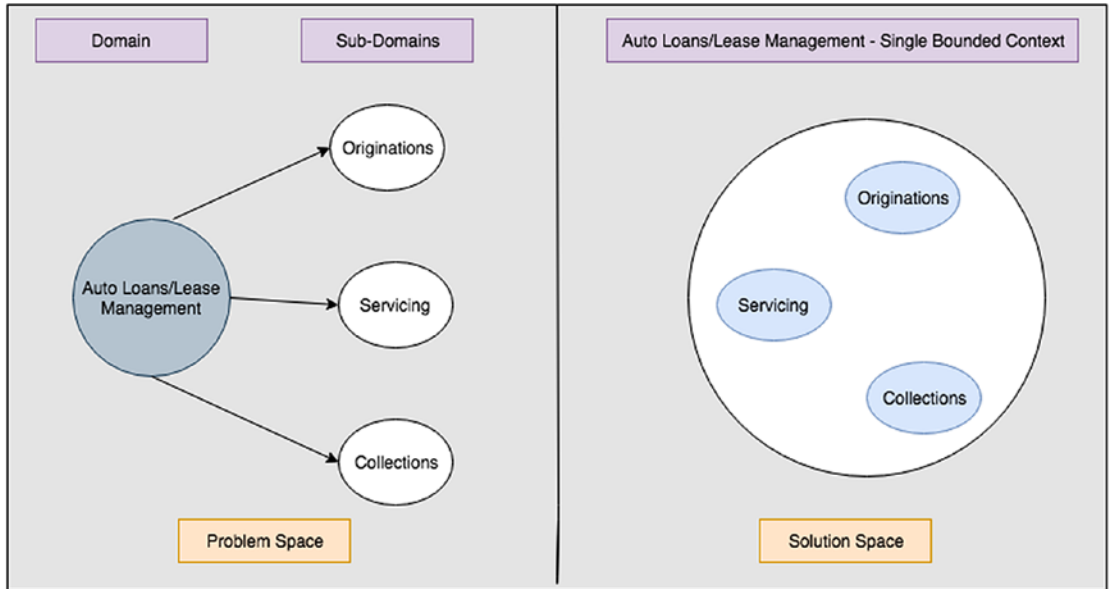 Domain
Sub-Domains
Originations
Auto Loans/Lease
Management
Servicing
Collections
Problem Space
Auto Loans/Lease Management - Single Bounded Context
Originations
Servicing
Collections
Solution Space